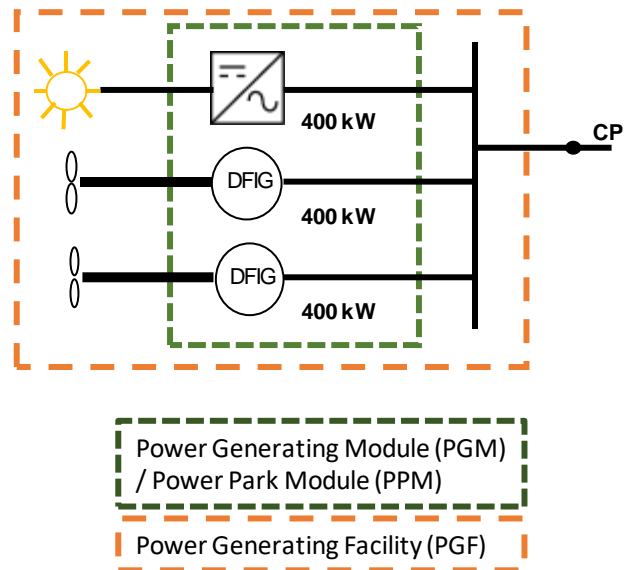 400 kW
CP
DFIG
400 kW
DFIG
400 kW
Power Generating Module (PGM)
/ Power Park Module (PPM)
Power Generating Facility (PGF)